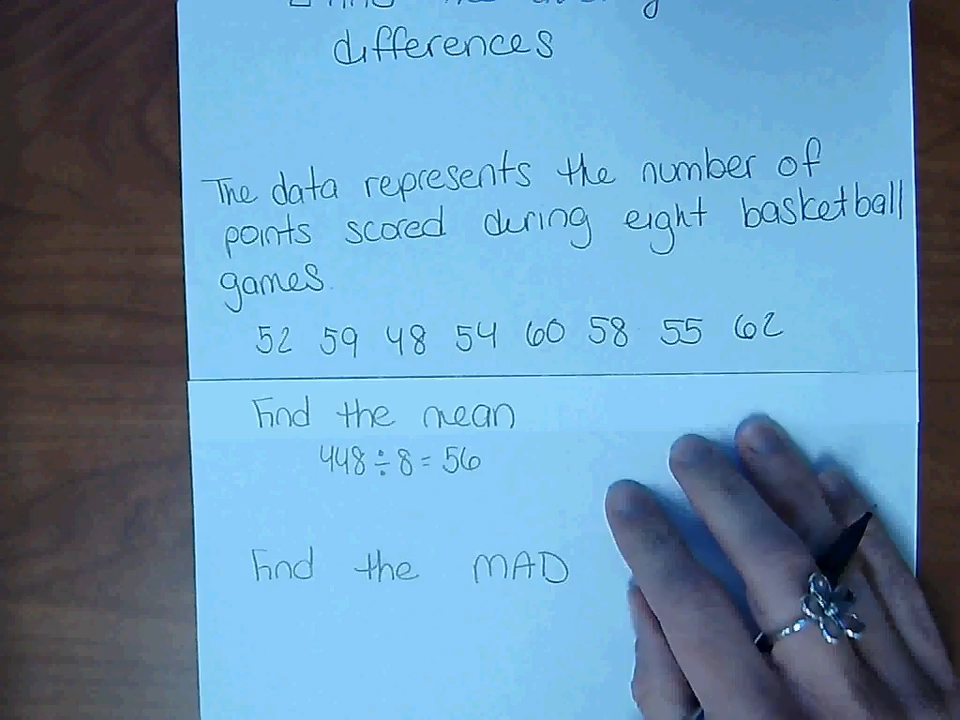 differences
The data represents the number of
points scored during eight basketball
games.
52 59 48 54 60 58 55 62
Find the mean
448 ÷ 8 = 56
Find the MAD